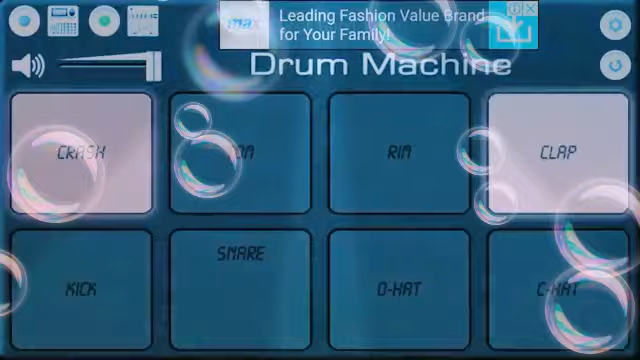 max
Leading Fashion Value Brand
for Your Family!
Drum Machine
CRASH
RIM
CLAP
KICK
SNARE
O-HAT
C-HAT